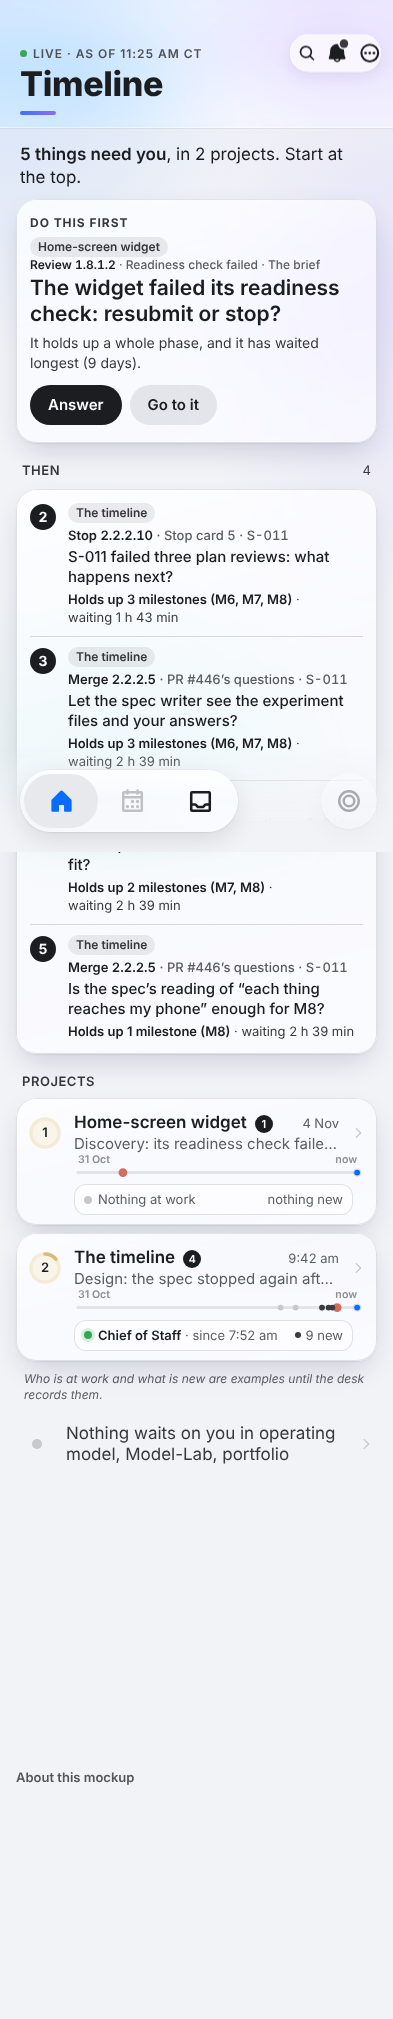 LIVE · AS OF 11:25 AM CT
Timeline
5 things need you, in 2 projects. Start at
the top.
DO THIS FIRST
Home-screen widget
Review 1.8.1.2 · Readiness check failed · The brief
The widget failed its readiness
check: resubmit or stop?
It holds up a whole phase, and it has waited
longest (9 days).
Answer
Go to it
THEN
4
2
The timeline
Stop 2.2.2.10 · Stop card 5 · S-011
S-011 failed three plan reviews: what
happens next?
Holds up 3 milestones (M6, M7, M8) ·
waiting 1 h 43 min
3
The timeline
Merge 2.2.2.5 · PR #446’s questions · S-011
Let the spec writer see the experiment
files and your answers?
Holds up 3 milestones (M6, M7, M8) ·
waiting 2 h 39 min
fit?
Holds up 2 milestones (M7, M8) ·
waiting 2 h 39 min
5
The timeline
Merge 2.2.2.5 · PR #446’s questions · S-011
Is the spec’s reading of “each thing
reaches my phone” enough for M8?
Holds up 1 milestone (M8) · waiting 2 h 39 min
PROJECTS
1
Home-screen widget 1
4 Nov
Discovery: its readiness check faile...
31 Oct
now
Nothing at work
nothing new
2
The timeline 4
9:42 am
Design: the spec stopped again aft...
31 Oct
now
Chief of Staff · since 7:52 am
9 new
Who is at work and what is new are examples until the desk
records them.
Nothing waits on you in operating
model, Model-Lab, portfolio
About this mockup